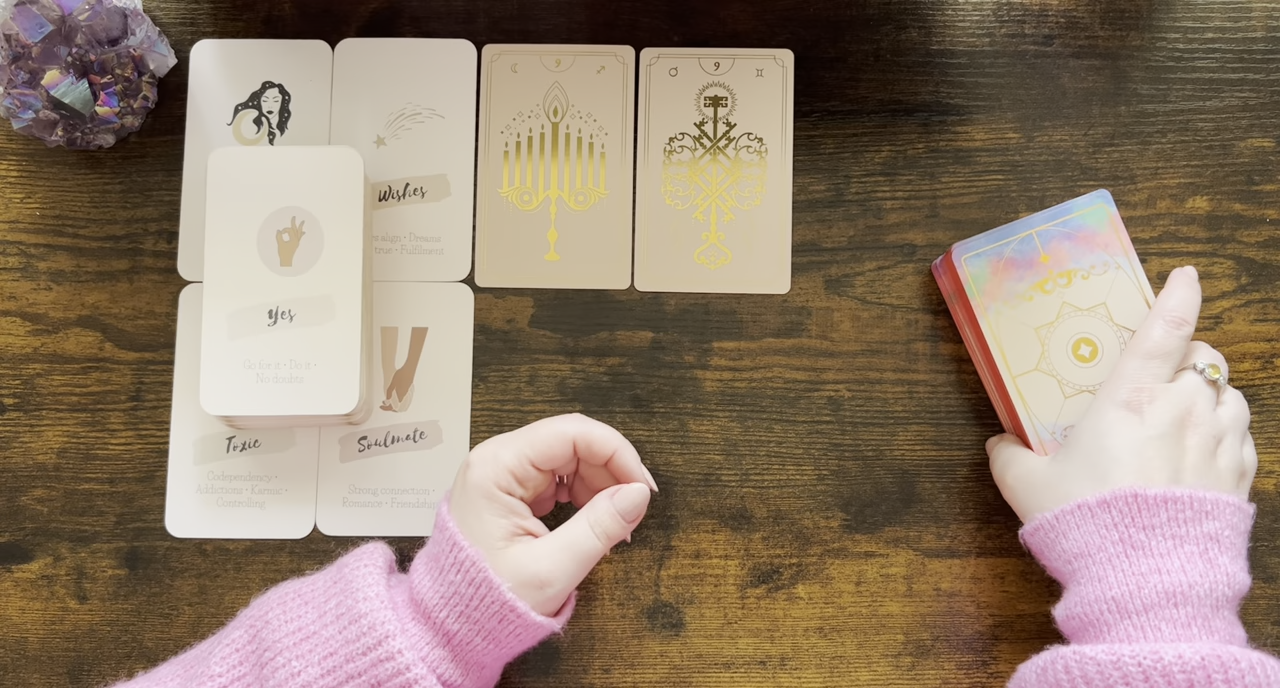 Wishes
align • Dreams
true • Fulfilment
9
9
Yes
Go for it • Do it •
No doubts
Toxic
Codependency •
Addictions • Karmic •
Controlling
Soulmate
Strong connection •
Romance • Friendship